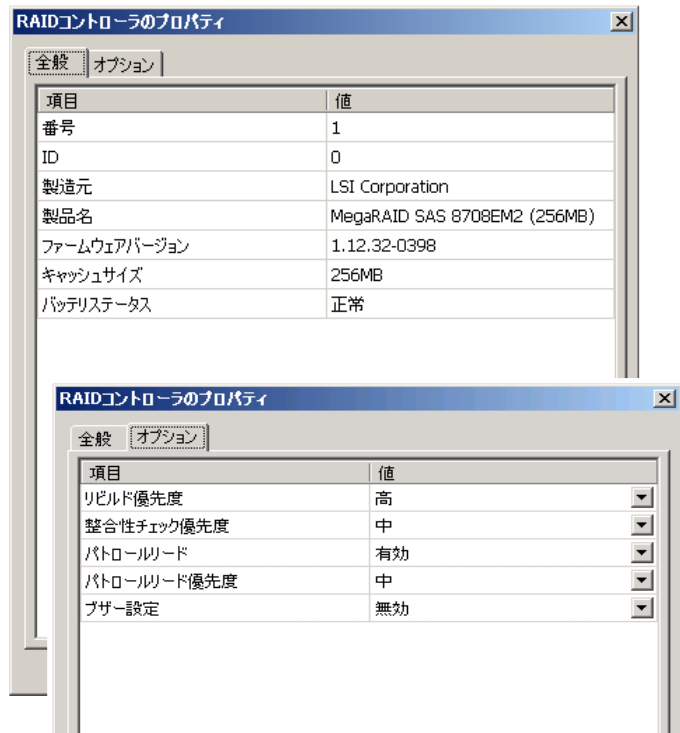 RAIDコントローラのプロパティ
全般 オプション
項目 値
番号 1
ID 0
製造元 LSI Corporation
製品名 MegaRAID SAS 8708EM2 (256MB)
ファームウェアバージョン 1.12.32-0398
キャッシュサイズ 256MB
バッテリステータス 正常
RAIDコントローラのプロパティ
全般 オプション
項目 値
リビルド優先度 高
整合性チェック優先度 中
パトロールリード 有効
パトロールリード優先度 中
ブザー設定 無効